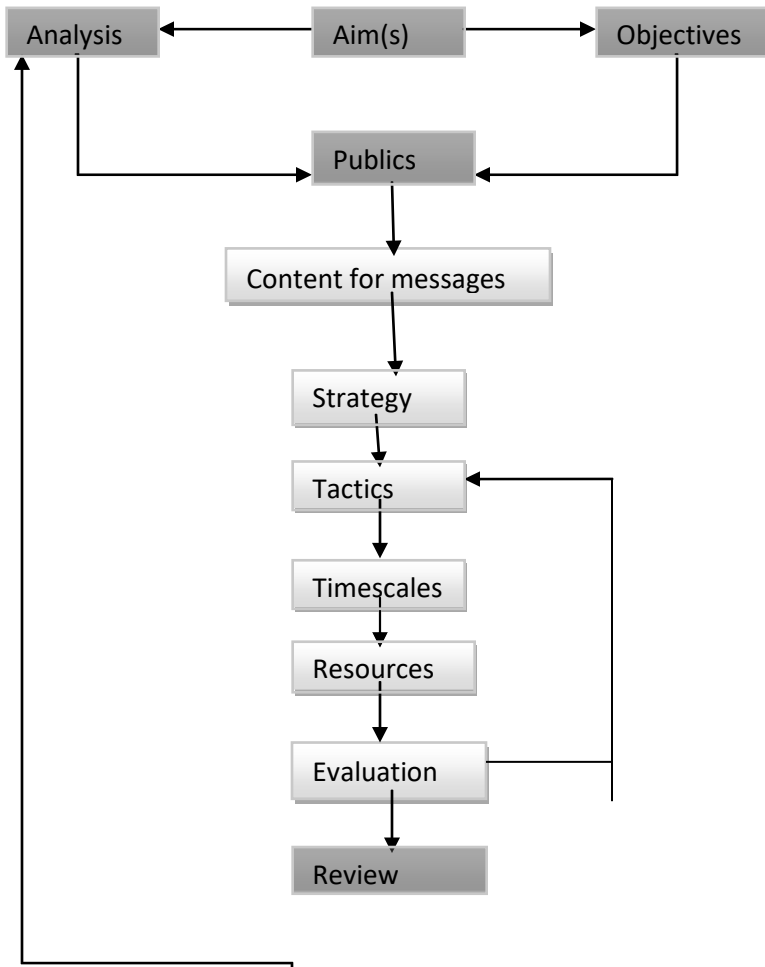 Analysis
Aim(s)
Objectives
Publics
Content for messages
Strategy
Tactics
Timescales
Resources
Evaluation
Review